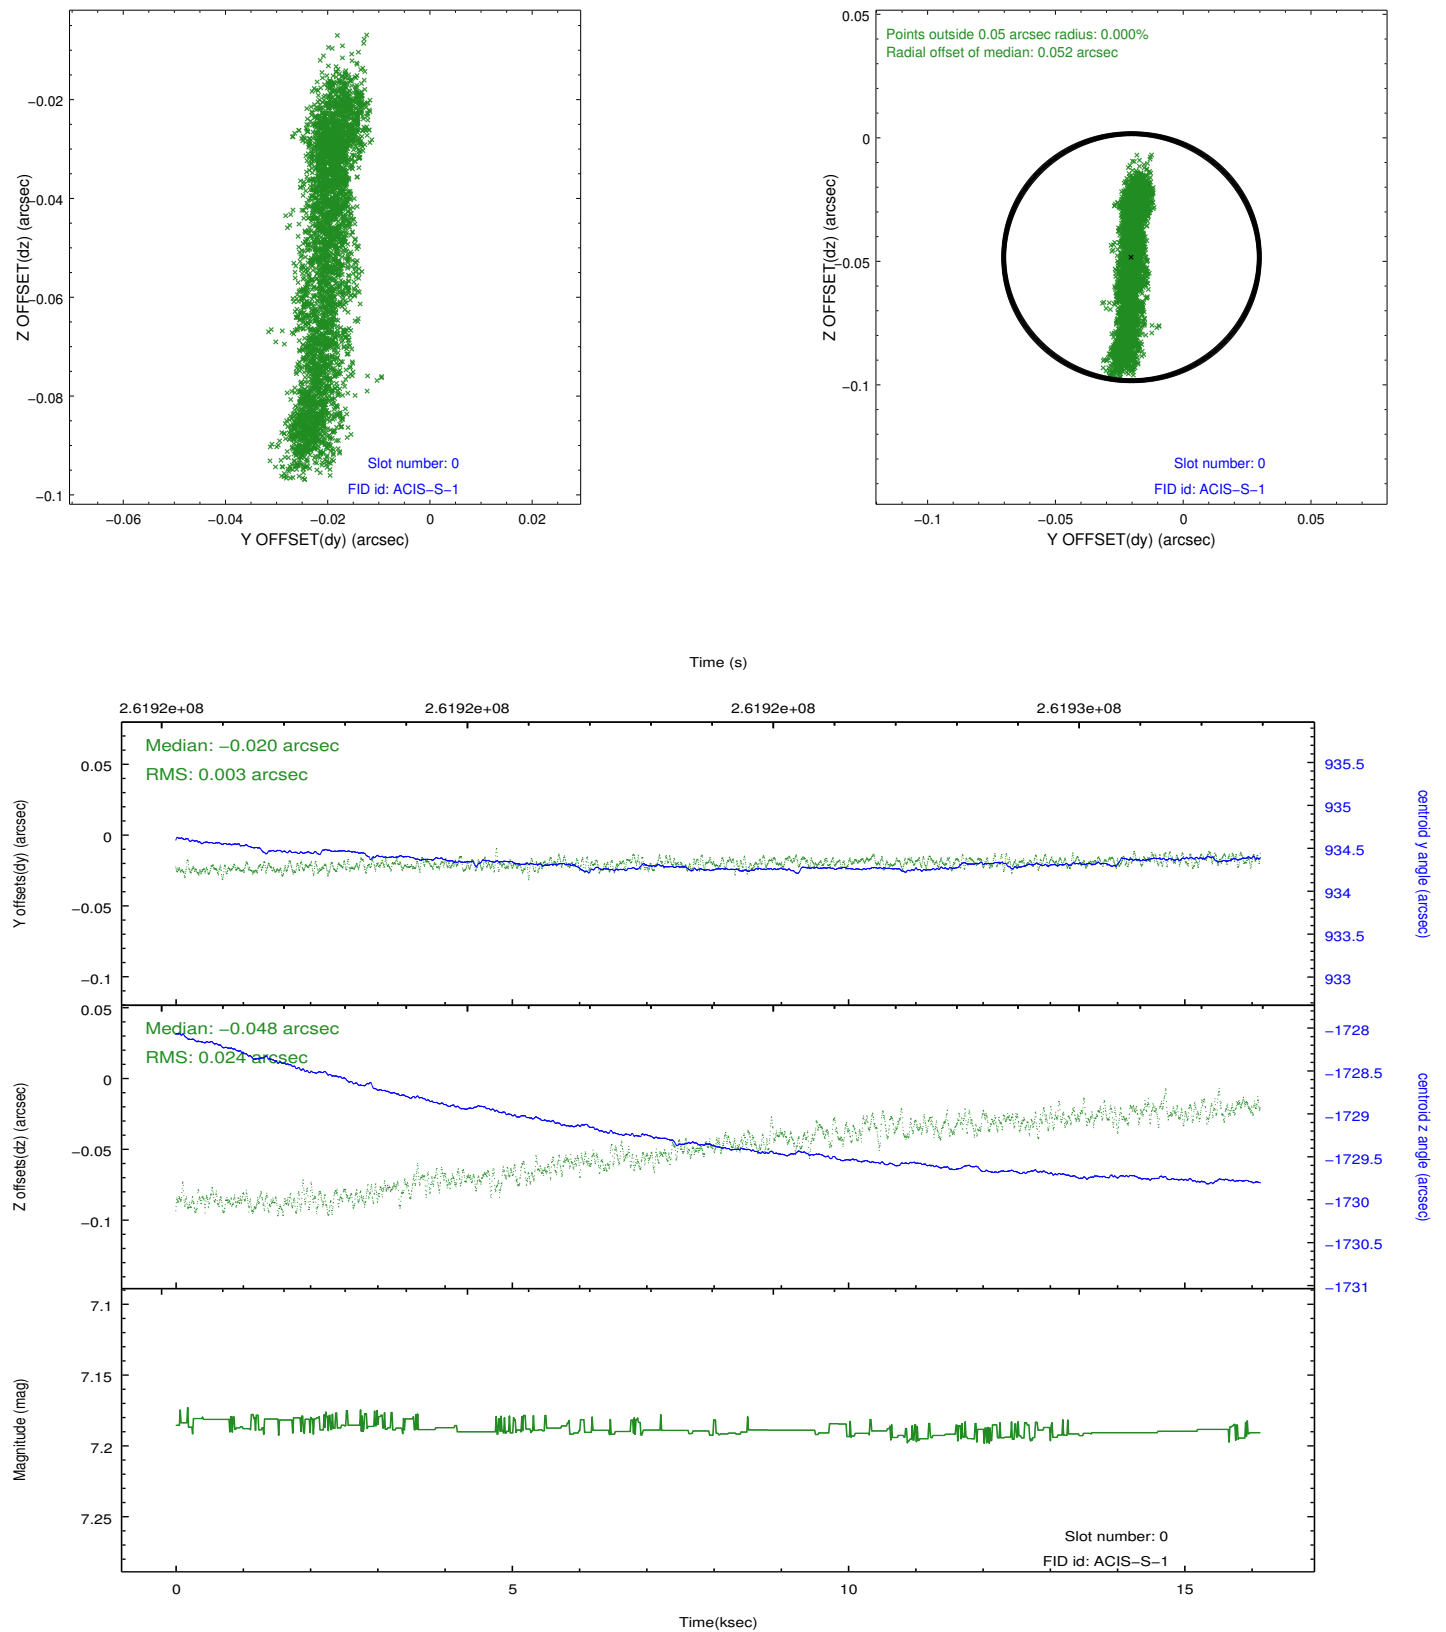 −0.02
−0.04
−0.06
−0.08
−0.1
Z OFFSET(dz) (arcsec)
Slot number: 0
FID id: ACIS−S−1
−0.06
−0.04
−0.02
0
0.02
Y OFFSET(dy) (arcsec)
0.05
0
−0.05
−0.1
Z OFFSET(dz) (arcsec)
Points outside 0.05 arcsec radius: 0.000%
Radial offset of median: 0.052 arcsec
Slot number: 0
FID id: ACIS−S−1
−0.1
−0.05
0
0.05
Y OFFSET(dy) (arcsec)
Time (s)
2.6192e+08
2.6192e+08
2.6192e+08
2.6193e+08
Median: −0.020 arcsec
RMS: 0.003 arcsec
0.05
0
−0.05
−0.1
Y offsets(dy) (arcsec)
935.5
935
934.5
934
933.5
933
centroid y angle (arcsec)
Median: −0.048 arcsec
RMS: 0.024 arcsec
0.05
0
−0.05
−0.1
Z offsets(dz) (arcsec)
−1728
−1728.5
−1729
−1729.5
−1730
−1730.5
−1731
centroid z angle (arcsec)
7.1
7.15
7.2
7.25
Magnitude (mag)
Slot number: 0
FID id: ACIS−S−1
0
5
10
15
Time(ksec)